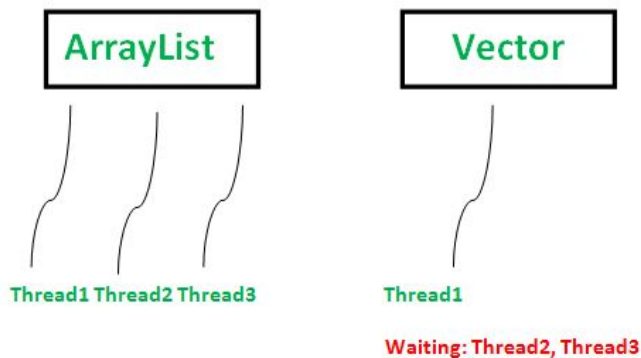 ArrayList Vector
Thread1 Thread2 Thread3 Thread1
Waiting: Thread2, Thread3